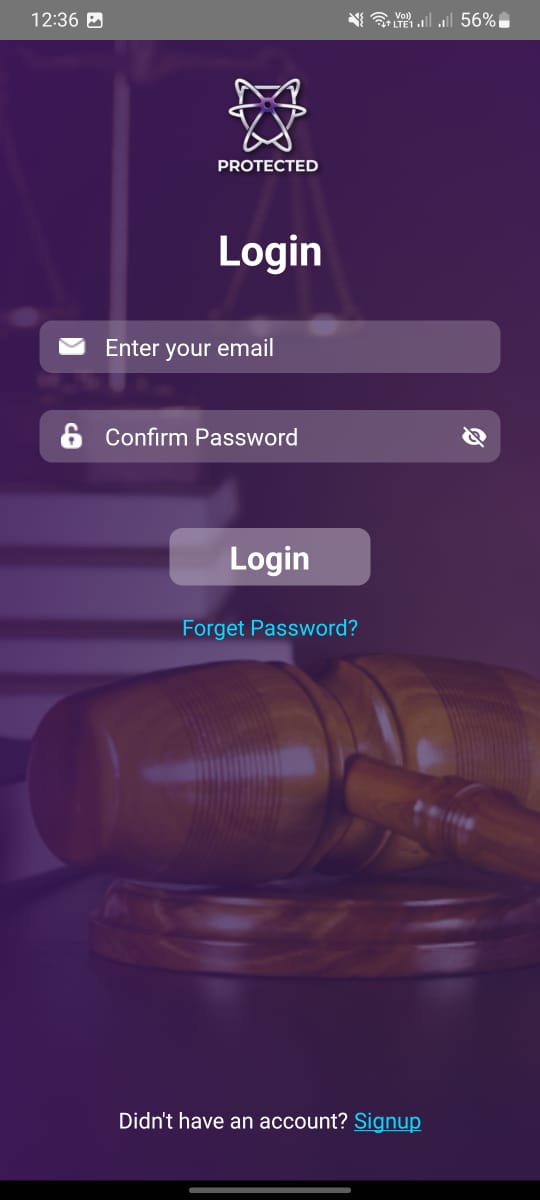 12:36 Vo) LTE1 56%
PROTECTED
Login
Enter your email
Confirm Password
Login
Forget Password?
Didn't have an account? Signup